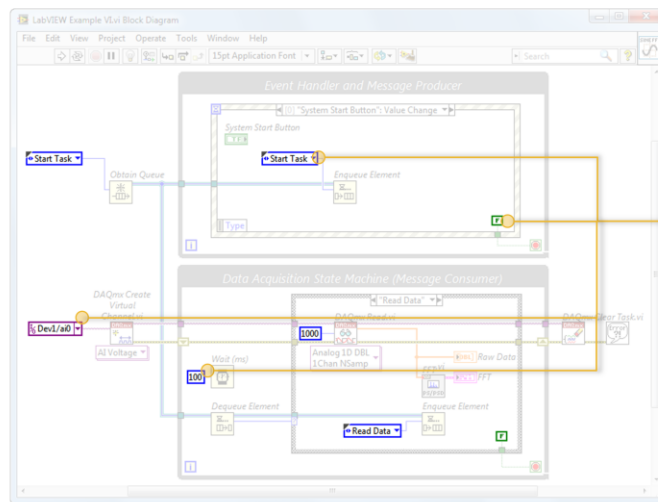 LabVIEW Example VI.vi Block Diagram
File Edit View Project Operate Tools Window Help
15pt Application Font
Search
Event Handler and Message Producer
[0] "System Start Button": Value Change
System Start Button
TF
Start Task
Start Task
Obtain Queue
Enqueue Element
Type
F
i
Data Acquisition State Machine (Message Consumer)
DAQmx Create
Virtual
Channel.vi
"Read Data"
DAQmx Read.vi
DAQmx Clear Task.vi
Dev1/ai0
1000
AI Voltage
Analog 1D DBL
1Chan NSamp
Raw Data
Wait (ms)
100
FFT
Dequeue Element
Enqueue Element
Read Data
F
i